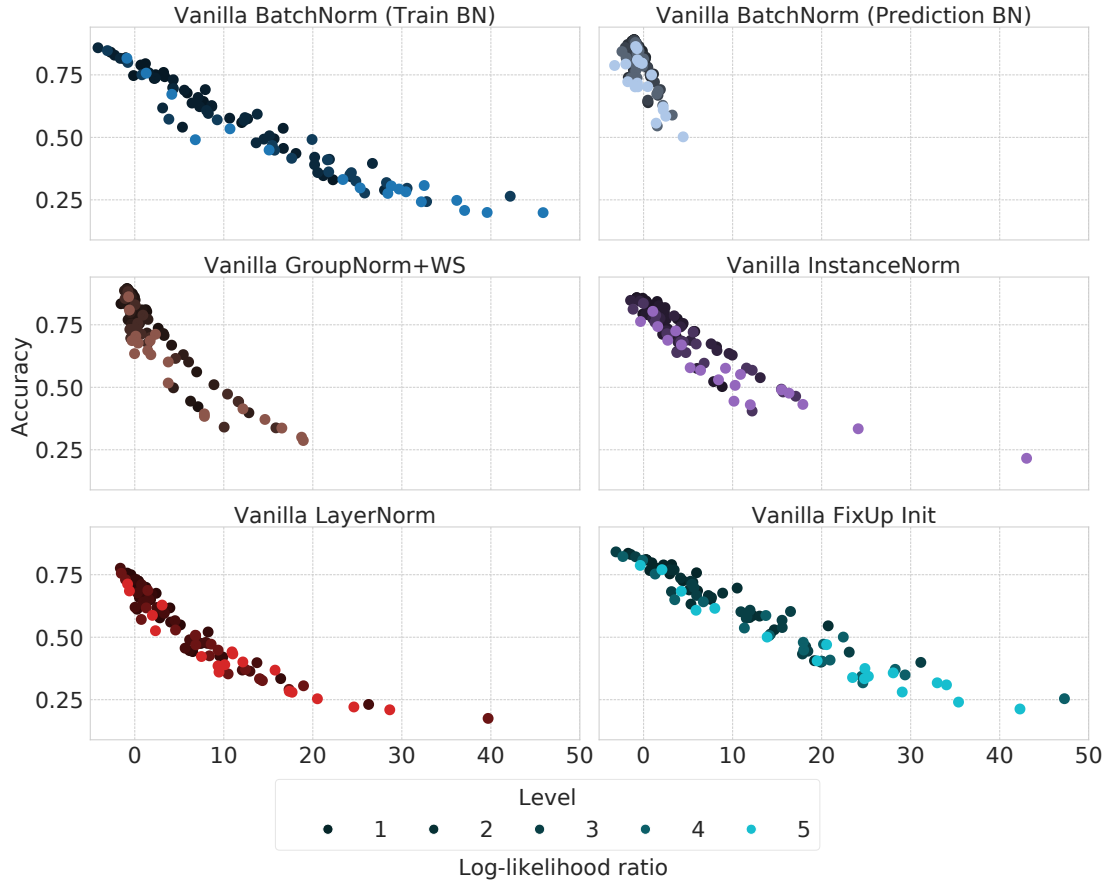 Vanilla BatchNorm (Train BN)
Vanilla BatchNorm (Prediction BN)
0.75
0.50
0.25
Vanilla GroupNorm+WS
Vanilla InstanceNorm
Accuracy
0.75
0.50
0.25
Vanilla LayerNorm
Vanilla FixUp Init
0.75
0.50
0.25
0 10 20 30 40 50
0 10 20 30 40 50
Level
1 2 3 4 5
Log-likelihood ratio